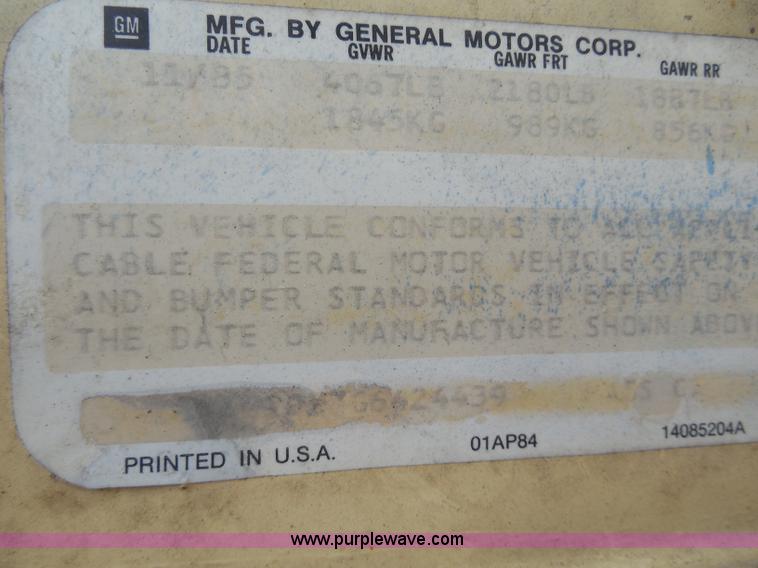 GM
MFG. BY GENERAL MOTORS CORP.
DATE GVWR GAWR FRT GAWR RR
11/85 4067LB 2180LB 1887LB
1845KG 989KG 856KG
THIS VEHICLE CONFORMS TO ALL APPLI
CABLE FEDERAL MOTOR VEHICLE SAFETY
AND BUMPER STANDARDS IN EFFECT ON
THE DATE OF MANUFACTURE SHOWN ABOV
PRINTED IN U.S.A. 01AP84 14085204A
www.purplewave.com